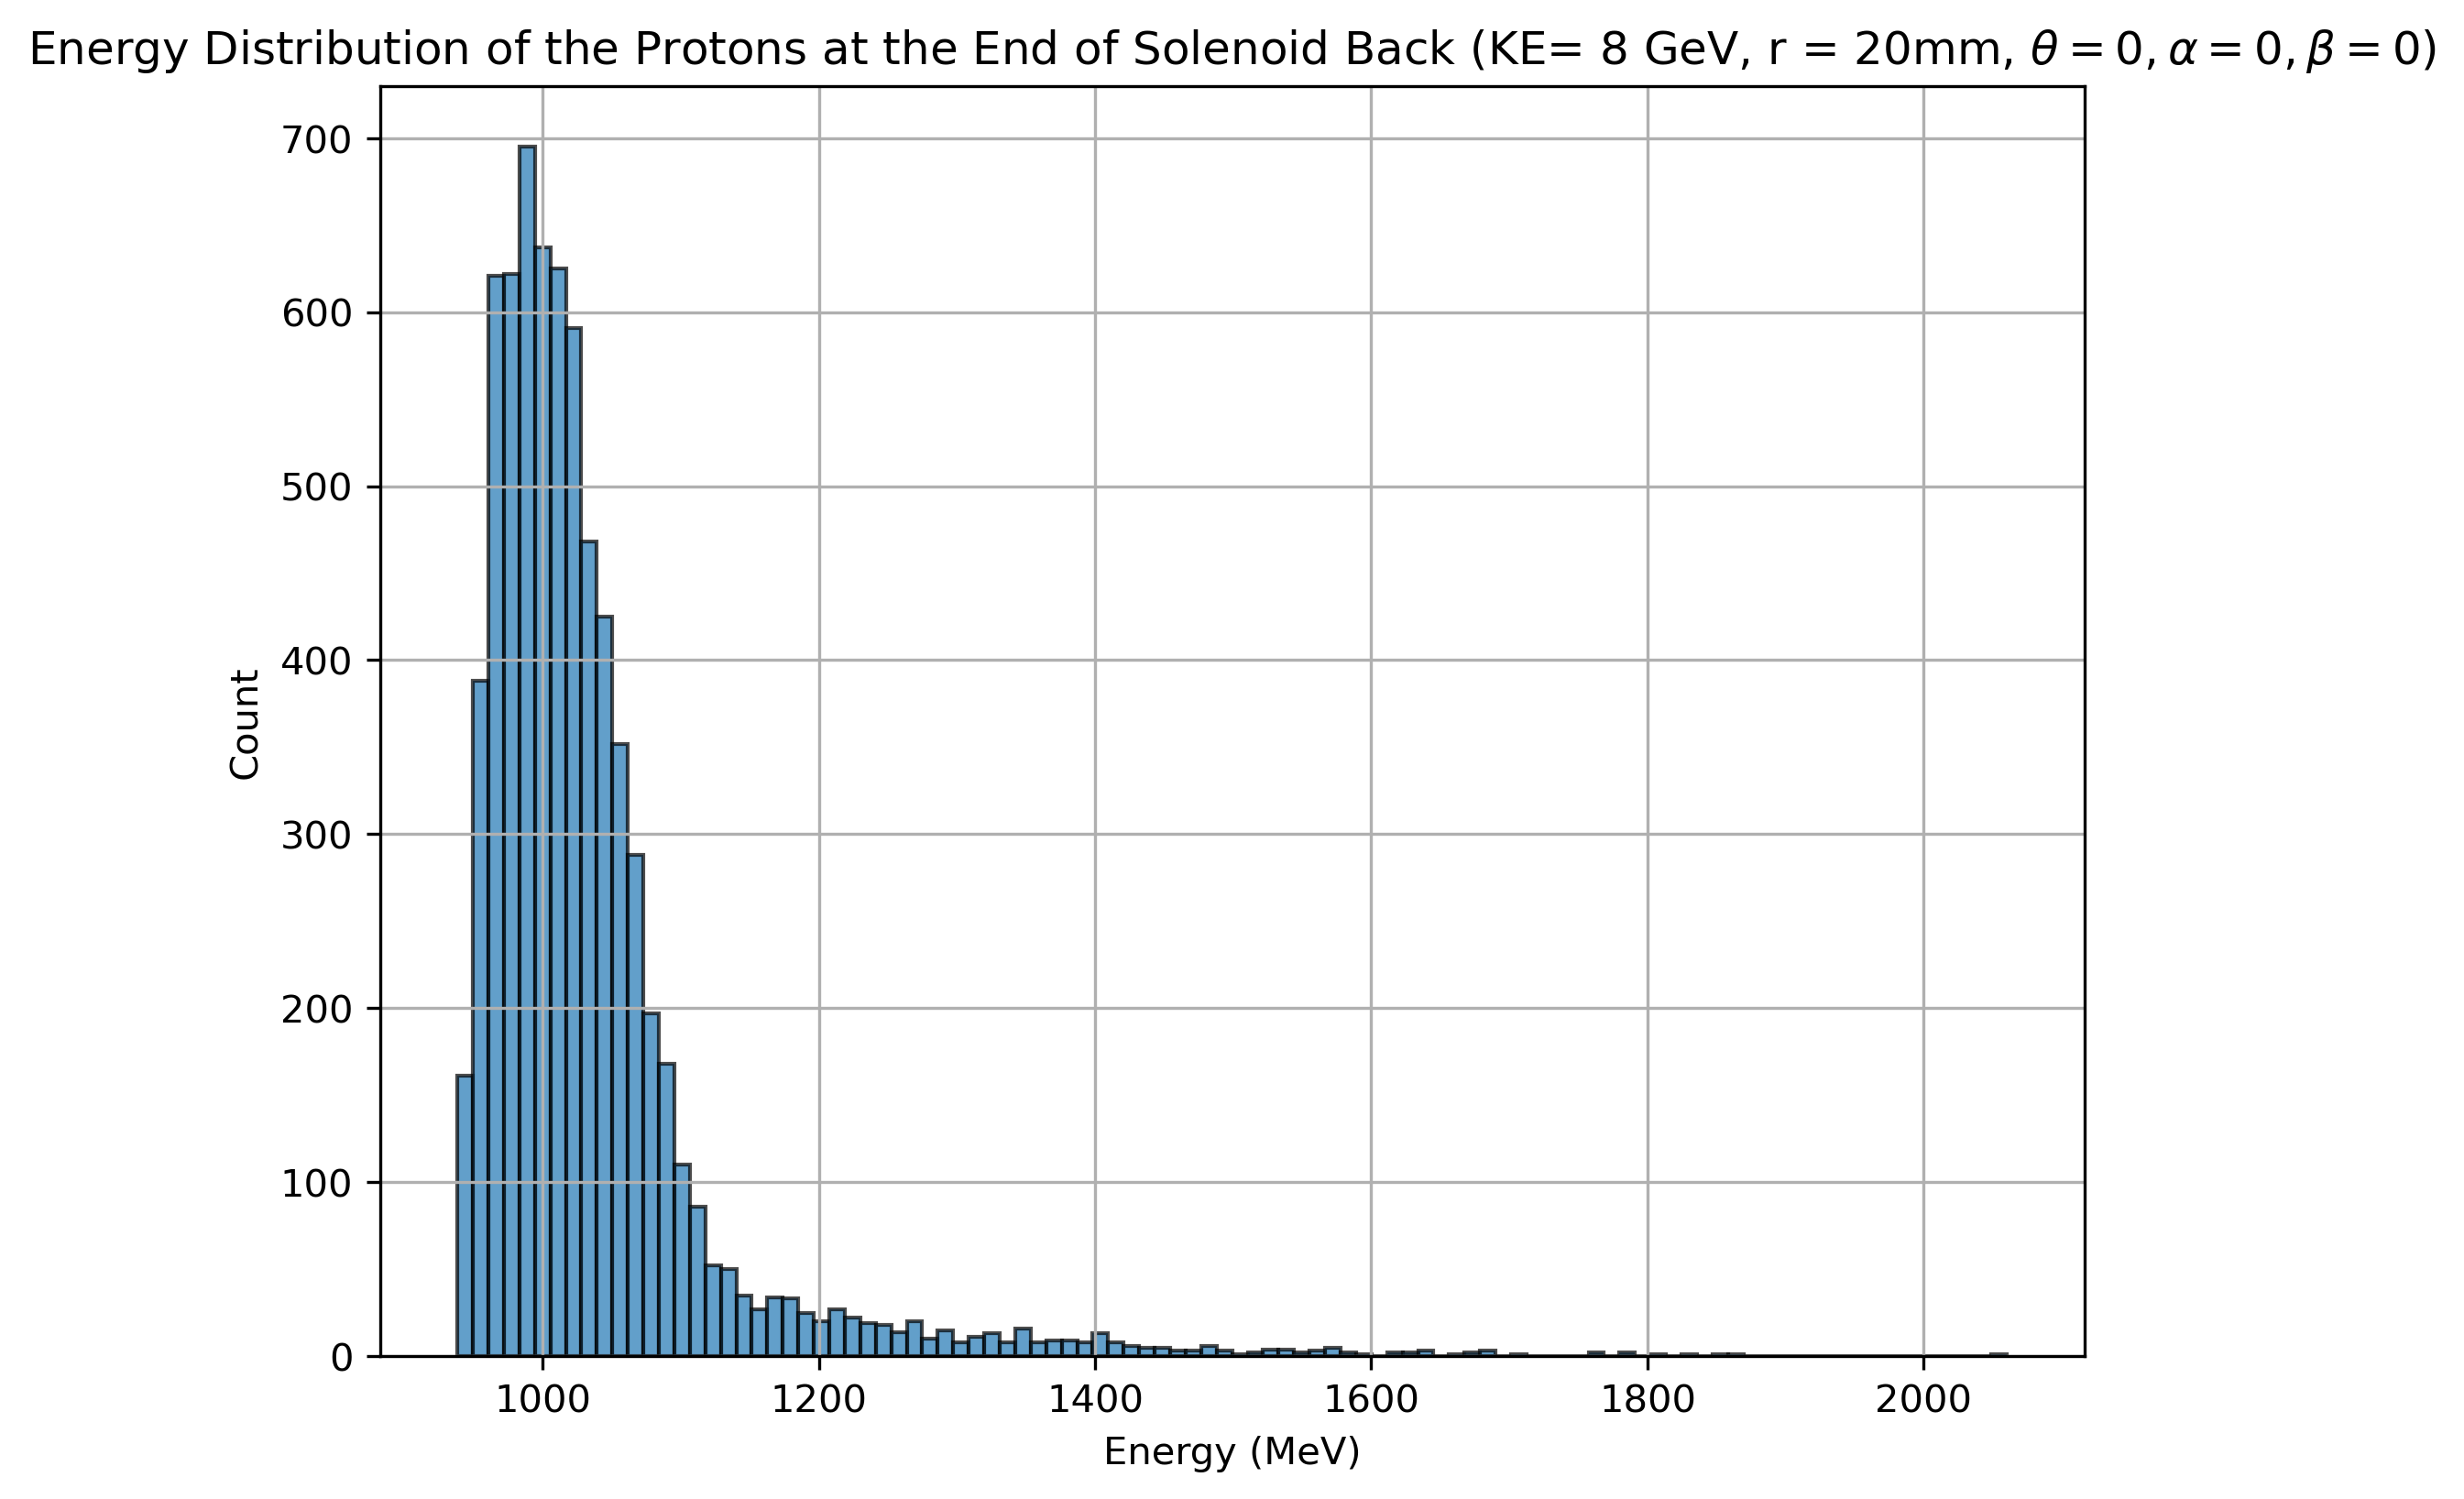 Energy Distribution of the Protons at the End of Solenoid Back (KE= 8 GeV, r = 20mm, θ = 0, α = 0, β = 0)
700
600
500
400
300
200
100
0
Count
1000 1200 1400 1600 1800 2000
Energy (MeV)